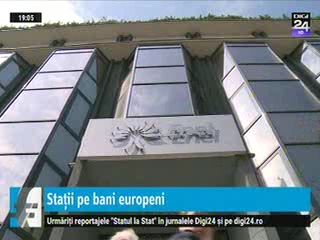 19:05
DIGI
24
HD
enel
Stații pe bani europeni
Urmăriți reportajele "Statul la Stat" în jurnalele Digi24 și pe digi24.ro